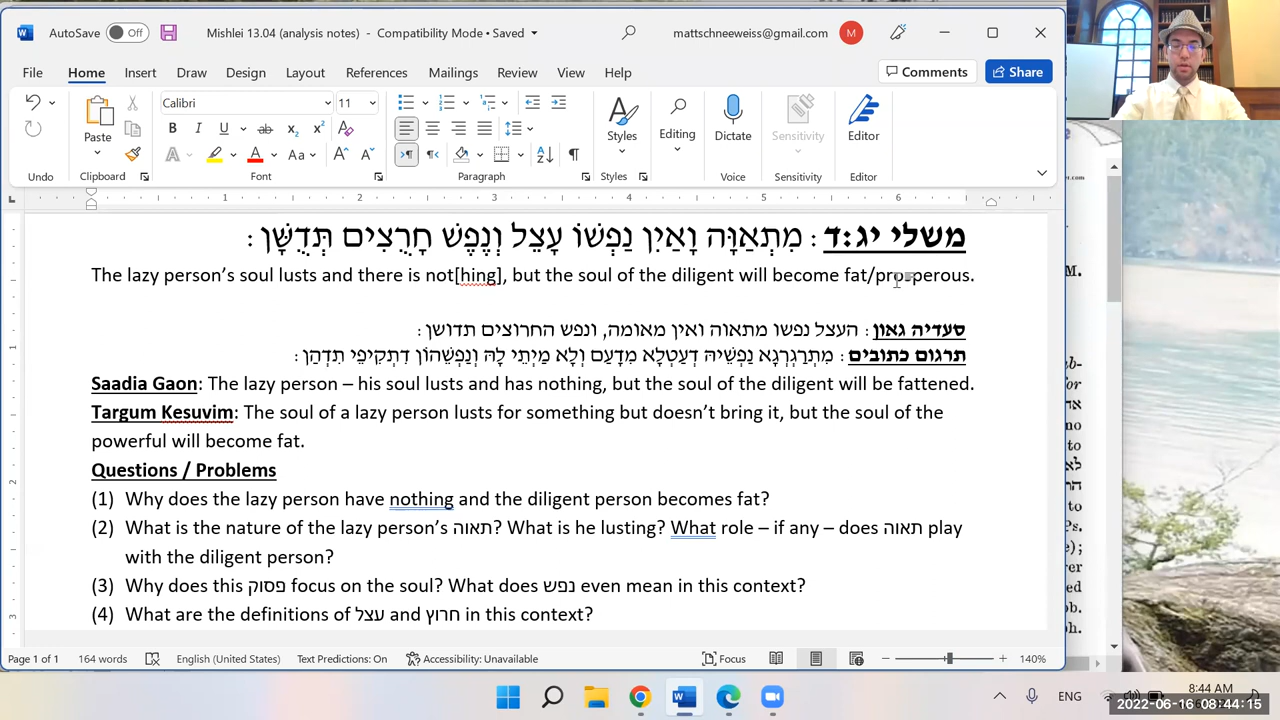 AutoSave Off Mishlei 13.04 (analysis notes) - Compatibility Mode • Saved mattschneeweiss@gmail.com M
File Home Insert Draw Design Layout References Mailings Review View Help Comments Share
Calibri 11
Paste Styles Editing Dictate Sensitivity Editor
Undo Clipboard Font Paragraph Styles Voice Sensitivity Editor
1 2 3 4 5 6
משלי יג:ד : מִתְאַוָּה וָאַיִן נַפְשׁוֹ עָצֵל וְנֶפֶשׁ חָרֻצִים תְּדֻשָּׁן :
The lazy person's soul lusts and there is not[hing], but the soul of the diligent will become fat/prosperous.
סעדיה גאון : העצל נפשו מתאוה ואין מאומה, ונפש החרוצים תדושן :
תרגום כתובים : מִתְרַגְרְגָא נַפְשֵׁיהּ דְעַטְלָא מִדָעַם וְלָא מַיְתֵי לָהּ וְנַפְשֵׁהוֹן דְתַקִיפֵי תִּדְהַן :
Saadia Gaon: The lazy person – his soul lusts and has nothing, but the soul of the diligent will be fattened.
Targum Kesuvim: The soul of a lazy person lusts for something but doesn't bring it, but the soul of the
powerful will become fat.
Questions / Problems
(1) Why does the lazy person have nothing and the diligent person becomes fat?
(2) What is the nature of the lazy person's תאוה? What is he lusting? What role – if any – does תאוה play
with the diligent person?
(3) Why does this פסוק focus on the soul? What does נפש even mean in this context?
(4) What are the definitions of עצל and חרוץ in this context?
Page 1 of 1 164 words English (United States) Text Predictions: On Accessibility: Unavailable Focus 140%
ENG 8:44 AM
2022-06-16 08:44:15